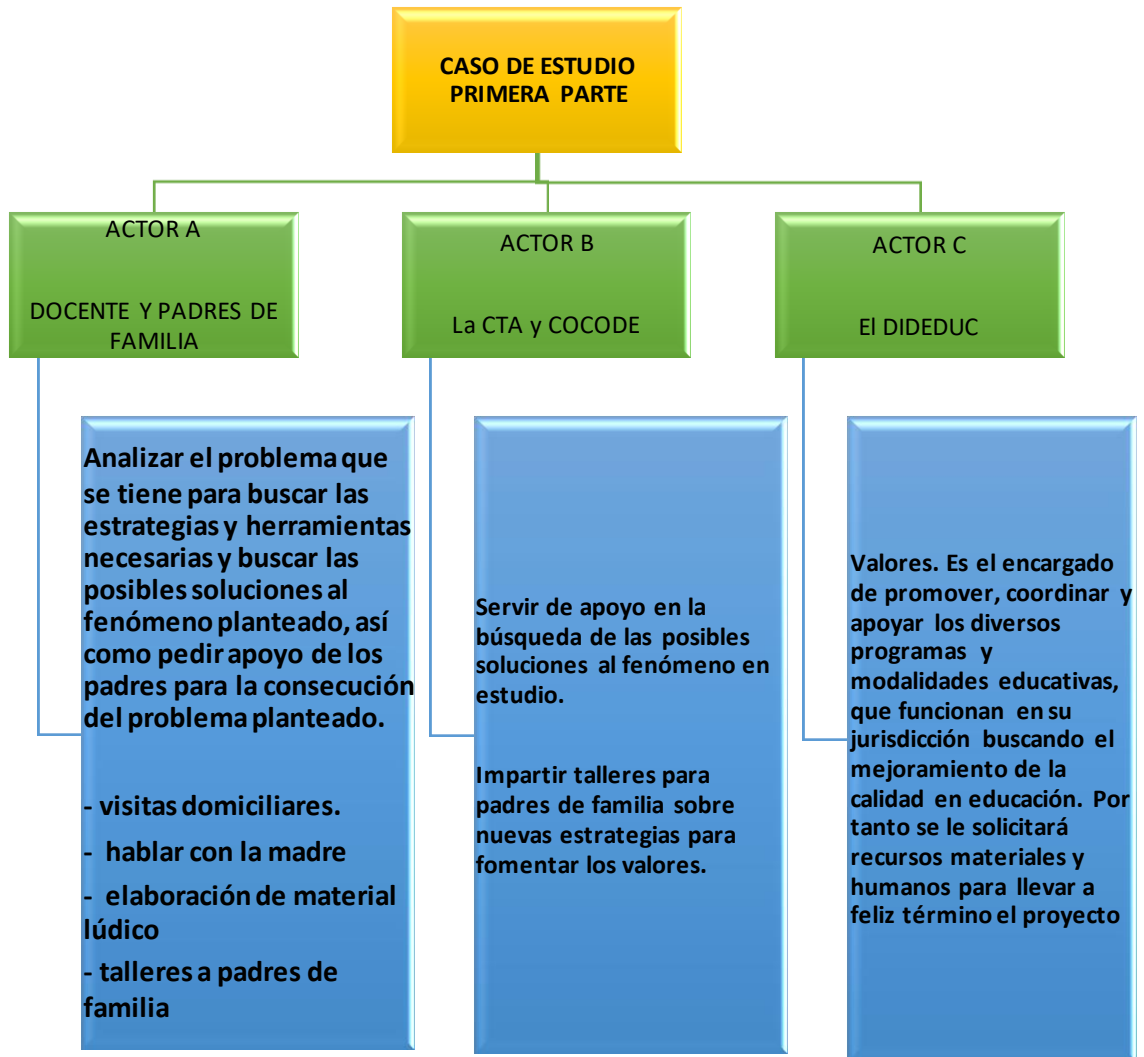 CASO DE ESTUDIO
PRIMERA PARTE
ACTOR A
DOCENTE Y PADRES DE
FAMILIA
Analizar el problema que
se tiene para buscar las
estrategias y herramientas
necesarias y buscar las
posibles soluciones al
fenómeno planteado, así
como pedir apoyo de los
padres para la consecución
del problema planteado.
- visitas domiciliares.
- hablar con la madre
- elaboración de material
lúdico
- talleres a padres de
familia
ACTOR B
La CTA y COCODE
Servir de apoyo en la
búsqueda de las posibles
soluciones al fenómeno en
estudio.
Impartir talleres para
padres de familia sobre
nuevas estrategias para
fomentar los valores.
ACTOR C
El DIDEDUC
Valores. Es el encargado
de promover, coordinar y
apoyar los diversos
programas y
modalidades educativas,
que funcionan en su
jurisdicción buscando el
mejoramiento de la
calidad en educación. Por
tanto se le solicitará
recursos materiales y
humanos para llevar a
feliz término el proyecto